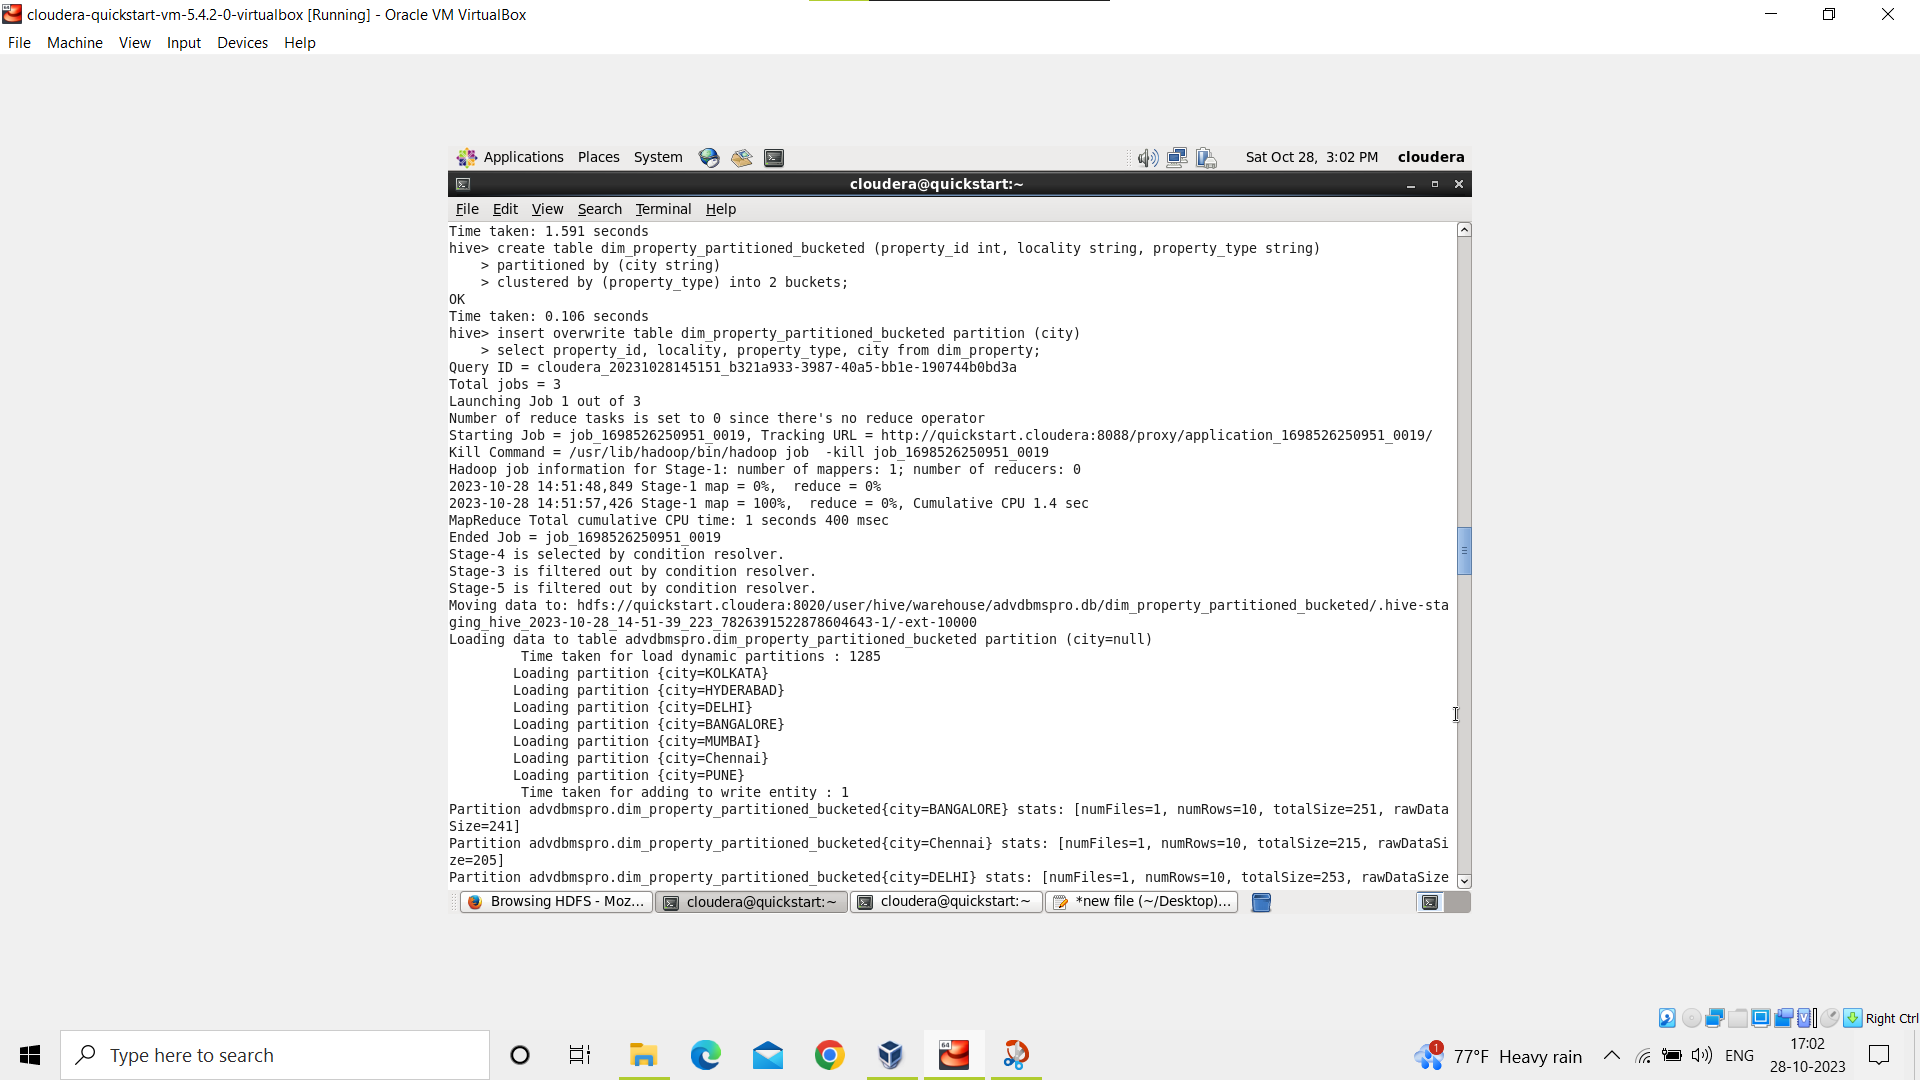 cloudera-quickstart-vm-5.4.2-0-virtualbox [Running] - Oracle VM VirtualBox
File Machine View Input Devices Help
Applications Places System Sat Oct 28, 3:02 PM cloudera
cloudera@quickstart:~
File Edit View Search Terminal Help
Time taken: 1.591 seconds
hive> create table dim_property_partitioned_bucketed (property_id int, locality string, property_type string)
    > partitioned by (city string)
    > clustered by (property_type) into 2 buckets;
OK
Time taken: 0.106 seconds
hive> insert overwrite table dim_property_partitioned_bucketed partition (city)
    > select property_id, locality, property_type, city from dim_property;
Query ID = cloudera_20231028145151_b321a933-3987-40a5-bb1e-190744b0bd3a
Total jobs = 3
Launching Job 1 out of 3
Number of reduce tasks is set to 0 since there's no reduce operator
Starting Job = job_1698526250951_0019, Tracking URL = http://quickstart.cloudera:8088/proxy/application_1698526250951_0019/
Kill Command = /usr/lib/hadoop/bin/hadoop job  -kill job_1698526250951_0019
Hadoop job information for Stage-1: number of mappers: 1; number of reducers: 0
2023-10-28 14:51:48,849 Stage-1 map = 0%,  reduce = 0%
2023-10-28 14:51:57,426 Stage-1 map = 100%,  reduce = 0%, Cumulative CPU 1.4 sec
MapReduce Total cumulative CPU time: 1 seconds 400 msec
Ended Job = job_1698526250951_0019
Stage-4 is selected by condition resolver.
Stage-3 is filtered out by condition resolver.
Stage-5 is filtered out by condition resolver.
Moving data to: hdfs://quickstart.cloudera:8020/user/hive/warehouse/advdbmspro.db/dim_property_partitioned_bucketed/.hive-sta
ging_hive_2023-10-28_14-51-39_223_7826391522878604643-1/-ext-10000
Loading data to table advdbmspro.dim_property_partitioned_bucketed partition (city=null)
         Time taken for load dynamic partitions : 1285
        Loading partition {city=KOLKATA}
        Loading partition {city=HYDERABAD}
        Loading partition {city=DELHI}
        Loading partition {city=BANGALORE}
        Loading partition {city=MUMBAI}
        Loading partition {city=Chennai}
        Loading partition {city=PUNE}
         Time taken for adding to write entity : 1
Partition advdbmspro.dim_property_partitioned_bucketed{city=BANGALORE} stats: [numFiles=1, numRows=10, totalSize=251, rawData
Size=241]
Partition advdbmspro.dim_property_partitioned_bucketed{city=Chennai} stats: [numFiles=1, numRows=10, totalSize=215, rawDataSi
ze=205]
Partition advdbmspro.dim_property_partitioned_bucketed{city=DELHI} stats: [numFiles=1, numRows=10, totalSize=253, rawDataSize
Browsing HDFS - Moz... cloudera@quickstart:~ cloudera@quickstart:~ *new file (~/Desktop)...
Right Ctrl
Type here to search 64 1 77°F Heavy rain ENG 17:02
28-10-2023